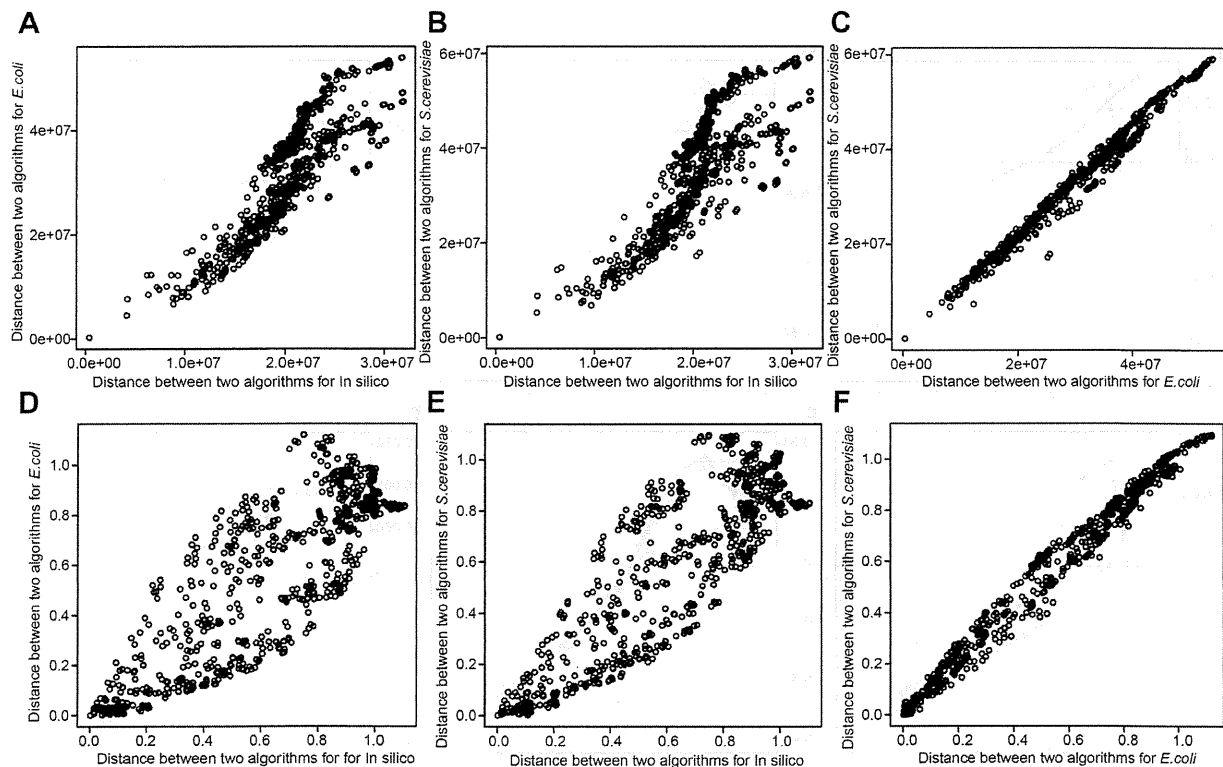 A
Distance between two algorithms for E.coli
4e+07
2e+07
0e+00
0.0e+00 1.0e+07 2.0e+07 3.0e+07
Distance between two algorithms for In silico
B
Distance between two algorithms for S.cerevisiae
6e+07
4e+07
2e+07
0e+00
0.0e+00 1.0e+07 2.0e+07 3.0e+07
Distance between two algorithms for In silico
C
Distance between two algorithms for S.cerevisiae
6e+07
4e+07
2e+07
0e+00
0e+00 2e+07 4e+07
Distance between two algorithms for E.coli
D
Distance between two algorithms for E.coli
1.0
0.8
0.6
0.4
0.2
0.0
0.0 0.2 0.4 0.6 0.8 1.0
Distance between two algorithms for for In silico
E
Distance between two algorithms for S.cerevisiae
1.0
0.8
0.6
0.4
0.2
0.0
0.0 0.2 0.4 0.6 0.8 1.0
Distance between two algorithms for In silico
F
Distance between two algorithms for S.cerevisiae
1.0
0.8
0.6
0.4
0.2
0.0
0.0 0.2 0.4 0.6 0.8 1.0
Distance between two algorithms for E.coli